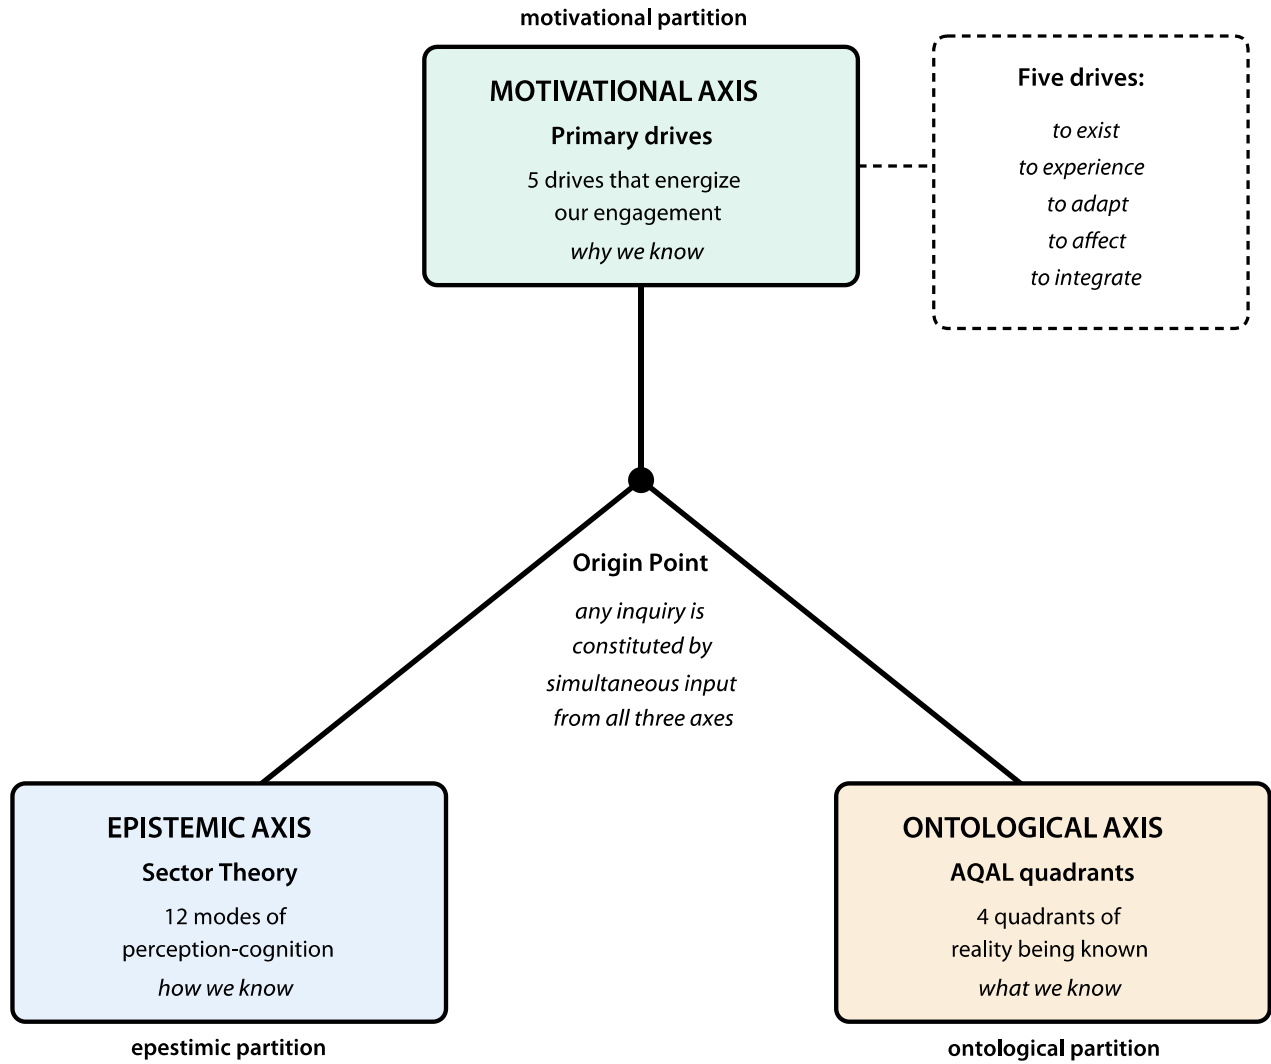 motivational partition
MOTIVATIONAL AXIS
Primary drives
5 drives that energize
our engagement
why we know
Five drives:
to exist
to experience
to adapt
to affect
to integrate
Origin Point
any inquiry is
constituted by
simultaneous input
from all three axes
EPISTEMIC AXIS
Sector Theory
12 modes of
perception-cognition
how we know
epestimic partition
ONTOLOGICAL AXIS
AQAL quadrants
4 quadrants of
reality being known
what we know
ontological partition